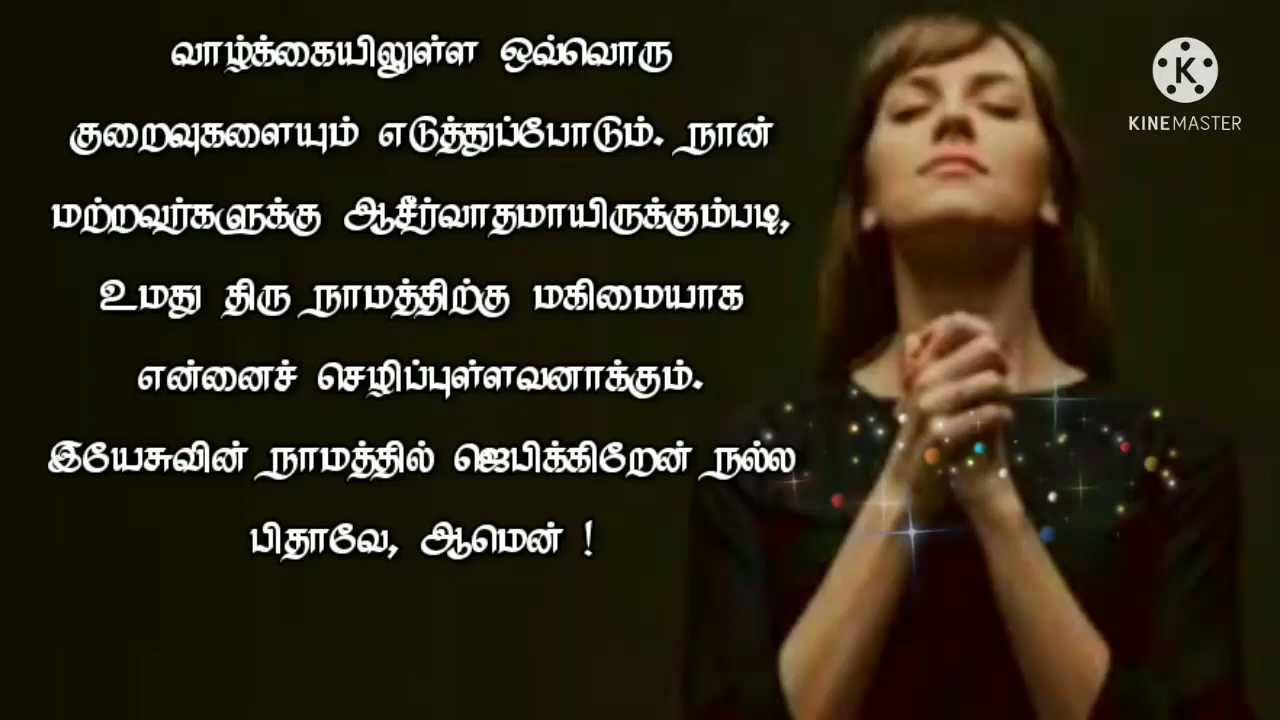 வாழ்க்கையிலுள்ள ஒவ்வொரு
குறைவுகளையும் எடுத்துப்போடும். நான்
மற்றவர்களுக்கு ஆசீர்வாதமாயிருக்கும்படி,
உமது திரு நாமத்திற்கு மகிமையாக
என்னைச் செழிப்புள்ளவனாக்கும்.
இயேசுவின் நாமத்தில் ஜெபிக்கிறேன் நல்ல
பிதாவே, ஆமென் !
K
KINEMASTER